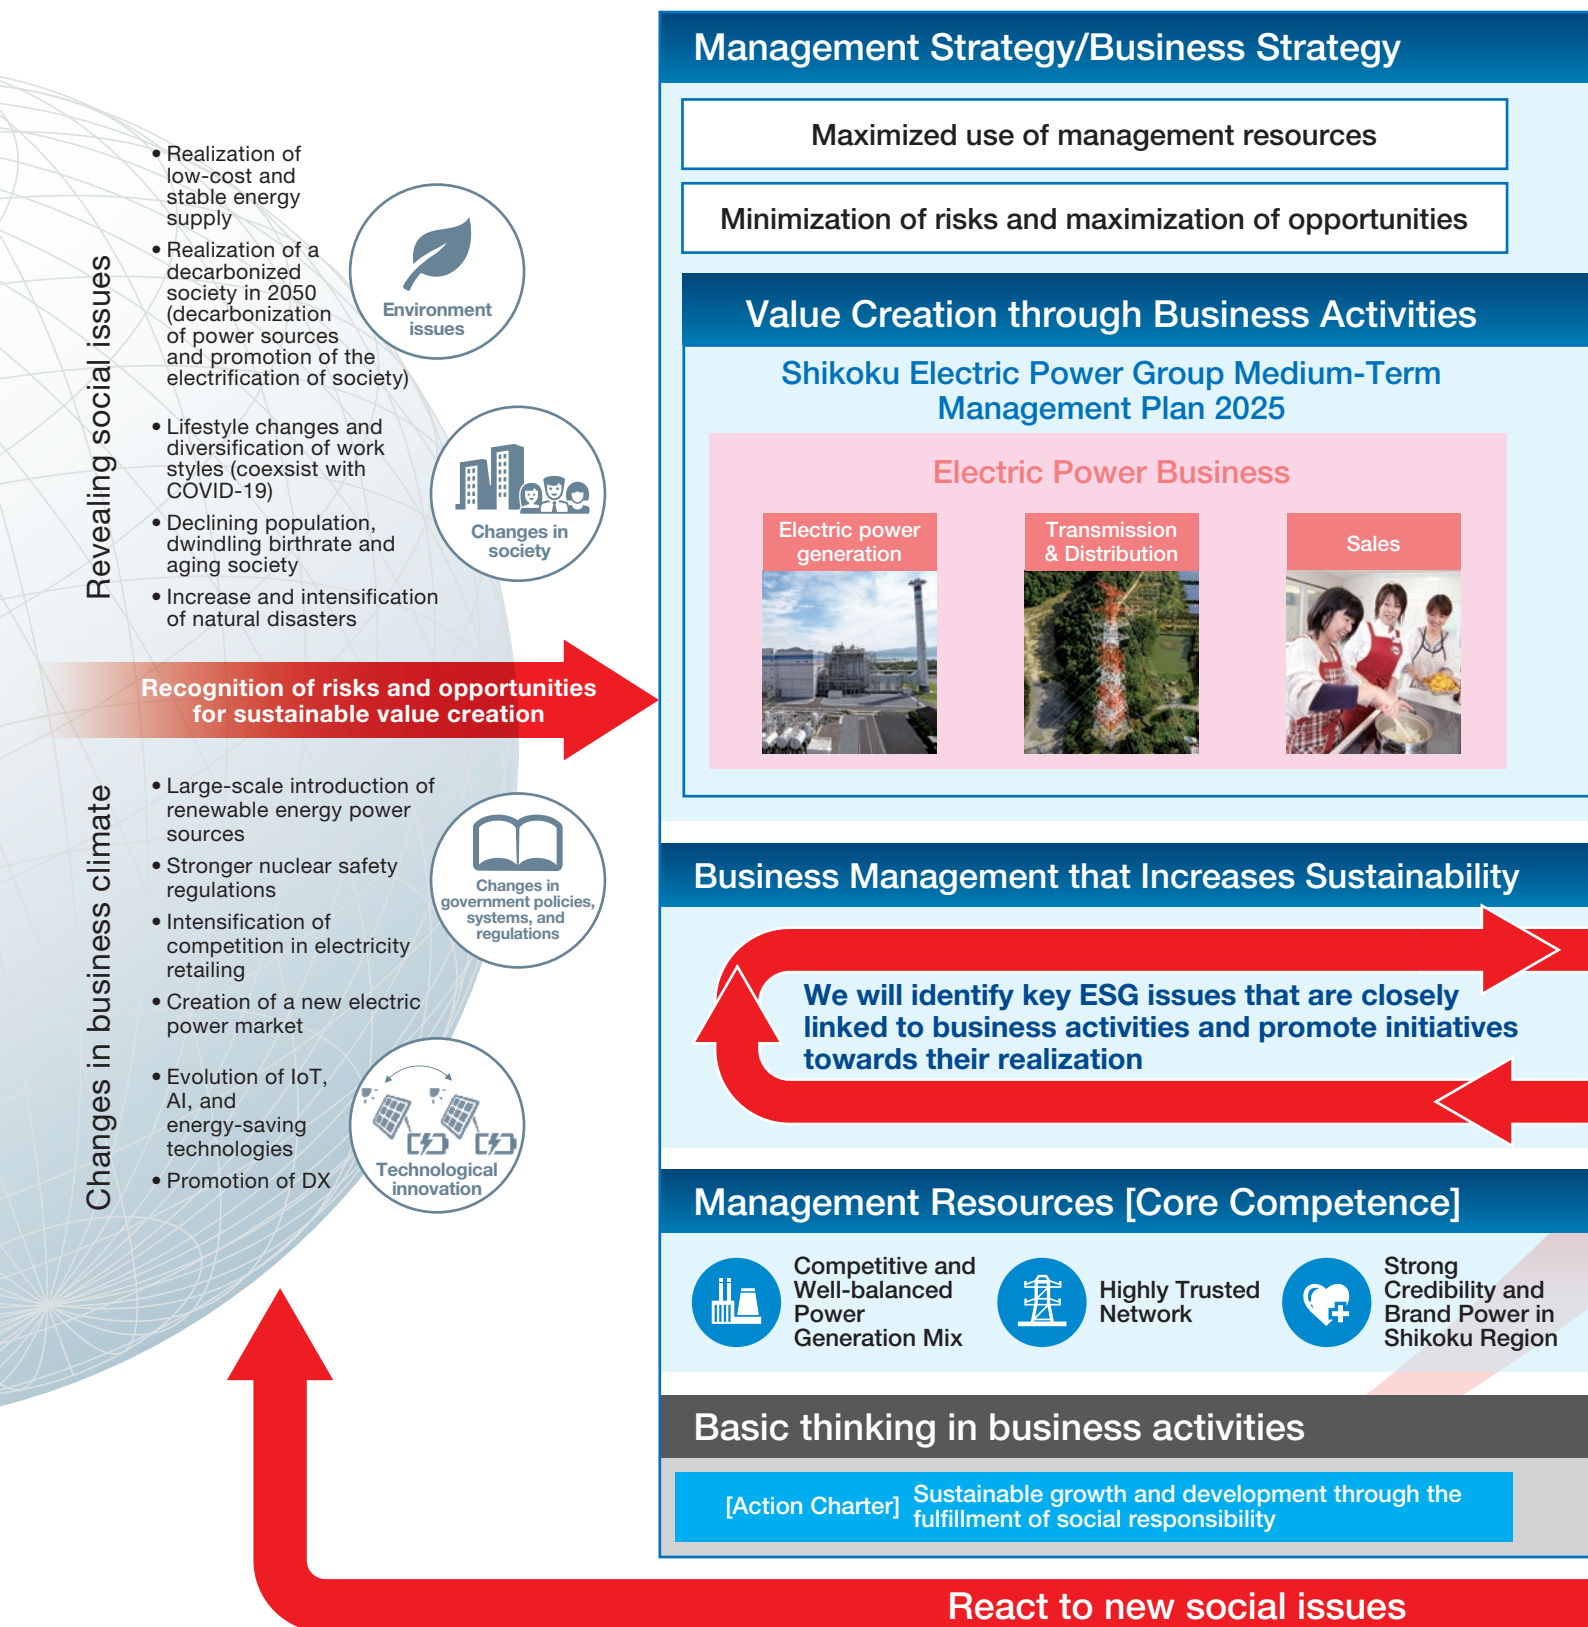 Revealing social issues
• Realization of
low-cost and
stable energy
supply
• Realization of a
decarbonized
society in 2050
(decarbonization
of power sources
and promotion of the
electrification of society)
Environment
issues
• Lifestyle changes and
diversification of work
styles (coexsist with
COVID-19)
• Declining population,
dwindling birthrate and
aging society
• Increase and intensification
of natural disasters
Changes in
society
Recognition of risks and opportunities
for sustainable value creation
Changes in business climate
• Large-scale introduction of
renewable energy power
sources
• Stronger nuclear safety
regulations
• Intensification of
competition in electricity
retailing
• Creation of a new electric
power market
Changes in
government policies,
systems, and
regulations
• Evolution of IoT,
AI, and
energy-saving
technologies
• Promotion of DX
Technological
innovation
Management Strategy/Business Strategy
Maximized use of management resources
Minimization of risks and maximization of opportunities
Value Creation through Business Activities
Shikoku Electric Power Group Medium-Term
Management Plan 2025
Electric Power Business
Electric power
generation
Transmission
& Distribution
Sales
Business Management that Increases Sustainability
We will identify key ESG issues that are closely
linked to business activities and promote initiatives
towards their realization
Management Resources [Core Competence]
Competitive and
Well-balanced
Power
Generation Mix
Highly Trusted
Network
Strong
Credibility and
Brand Power in
Shikoku Region
Basic thinking in business activities
[Action Charter] Sustainable growth and development through the
fulfillment of social responsibility
React to new social issues